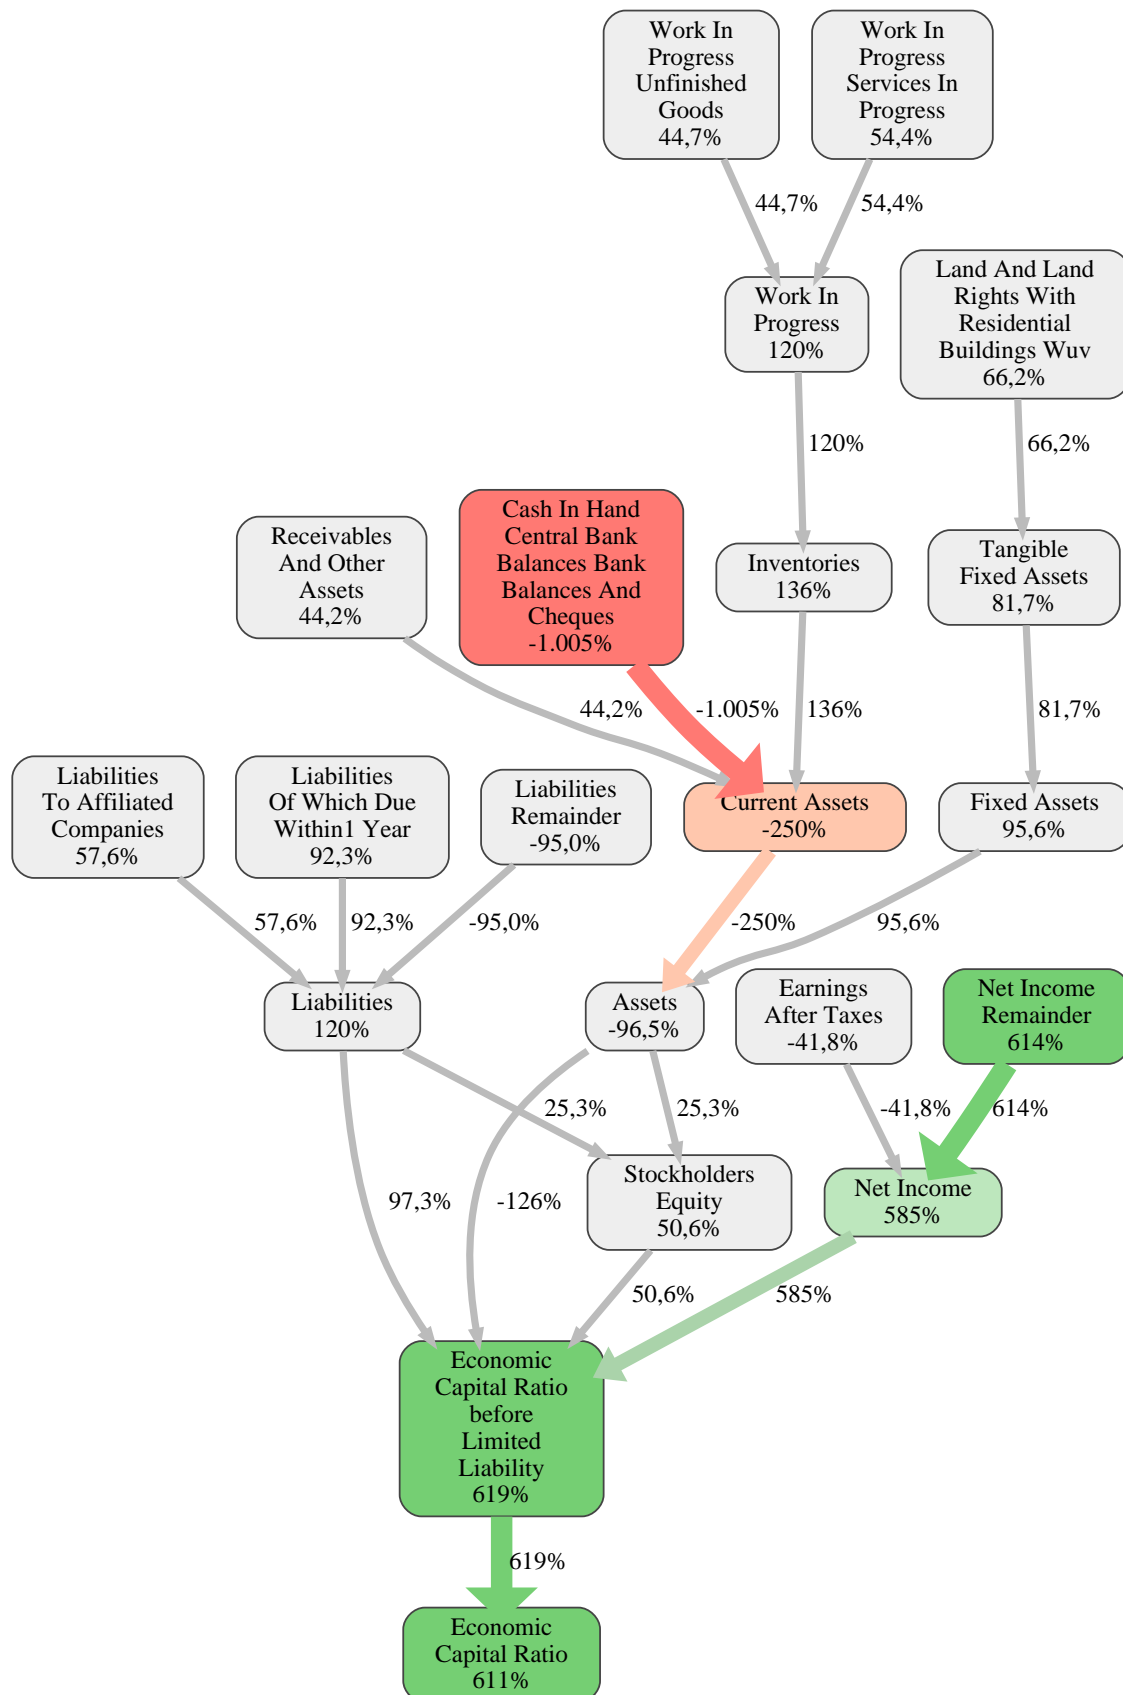 Work In
Progress
Unfinished
Goods
44,7%
Work In
Progress
Services In
Progress
54,4%
44,7%
54,4%
Work In
Progress
120%
Land And Land
Rights With
Residential
Buildings Wuv
66,2%
120%
66,2%
Receivables
And Other
Assets
44,2%
Cash In Hand
Central Bank
Balances Bank
Balances And
Cheques
-1.005%
Inventories
136%
Tangible
Fixed Assets
81,7%
44,2%
-1.005%
136%
81,7%
Liabilities
To Affiliated
Companies
57,6%
Liabilities
Of Which Due
Within1 Year
92,3%
Liabilities
Remainder
-95,0%
Current Assets
-250%
Fixed Assets
95,6%
57,6%
92,3%
-95,0%
-250%
95,6%
Liabilities
120%
Assets
-96,5%
Earnings
After Taxes
-41,8%
Net Income
Remainder
614%
25,3%
25,3%
-41,8%
614%
Stockholders
Equity
50,6%
Net Income
585%
97,3%
-126%
50,6%
585%
Economic
Capital Ratio
before
Limited
Liability
619%
619%
Economic
Capital Ratio
611%